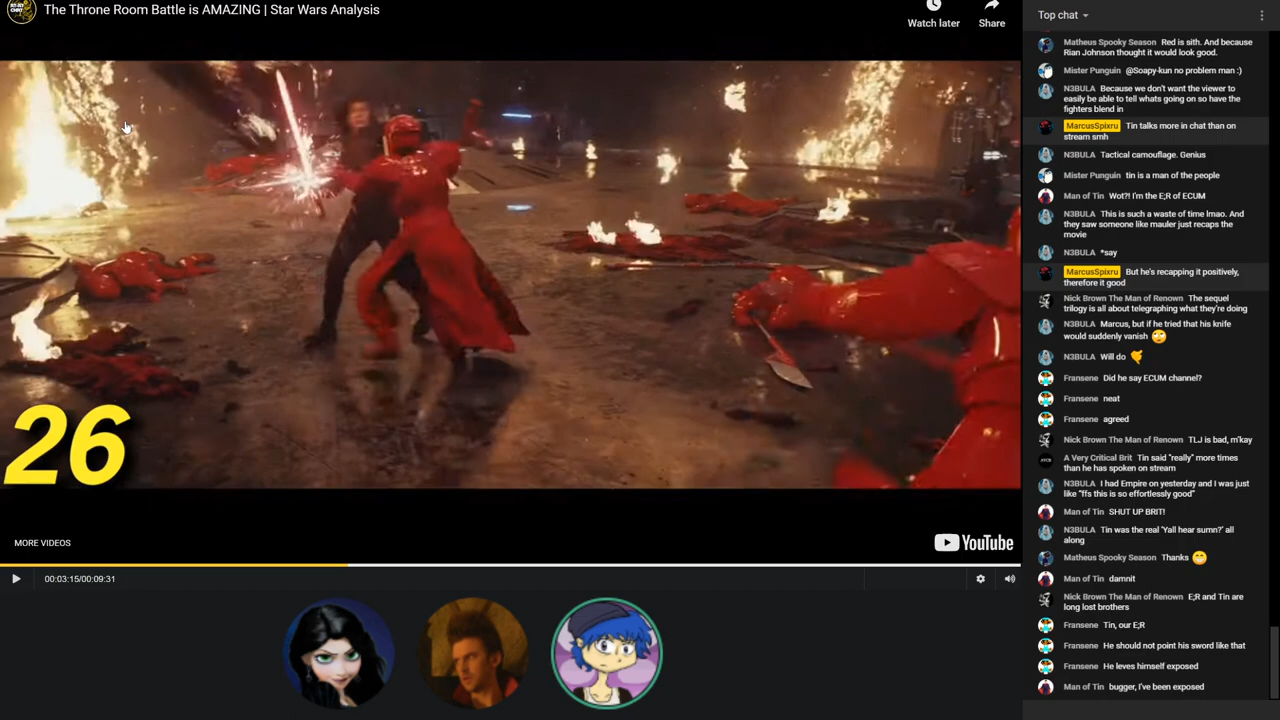 The Throne Room Battle is AMAZING | Star Wars Analysis
Watch later
Share
26
MORE VIDEOS
YouTube
00:03:15/00:09:31
Top chat
Matheus Spooky Season Red is sith. And because
Rian Johnson thought it would look good.
Mister Punguin @Soapy-kun no problem man :)
N3BULA Because we don't want the viewer to
easily be able to tell whats going on so have the
fighters blend in
MarcusSpixru Tin talks more in chat than on
stream smh
N3BULA Tactical camouflage. Genius
Mister Punguin tin is a man of the people
Man of Tin Wot?! I'm the E;R of ECUM
N3BULA This is such a waste of time lmao. And
they saw someone like mauler just recaps the
movie
N3BULA *say
MarcusSpixru But he's recapping it positively,
therefore it good
Nick Brown The Man of Renown The sequel
trilogy is all about telegraphing what they're doing
N3BULA Marcus, but if he tried that his knife
would suddenly vanish 🙄
N3BULA Will do
Fransene Did he say ECUM channel?
Fransene neat
Fransene agreed
Nick Brown The Man of Renown TLJ is bad, m'kay
A Very Critical Brit Tin said "really" more times
than he has spoken on stream
N3BULA I had Empire on yesterday and I was just
like "ffs this is so effortlessly good"
Man of Tin SHUT UP BRIT!
N3BULA Tin was the real 'Yall hear sumn?' all
along
Matheus Spooky Season Thanks 😁
Man of Tin damnit
Nick Brown The Man of Renown E;R and Tin are
long lost brothers
Fransene Tin, our E;R
Fransene He should not point his sword like that
Fransene He leves himself exposed
Man of Tin bugger, I've been exposed